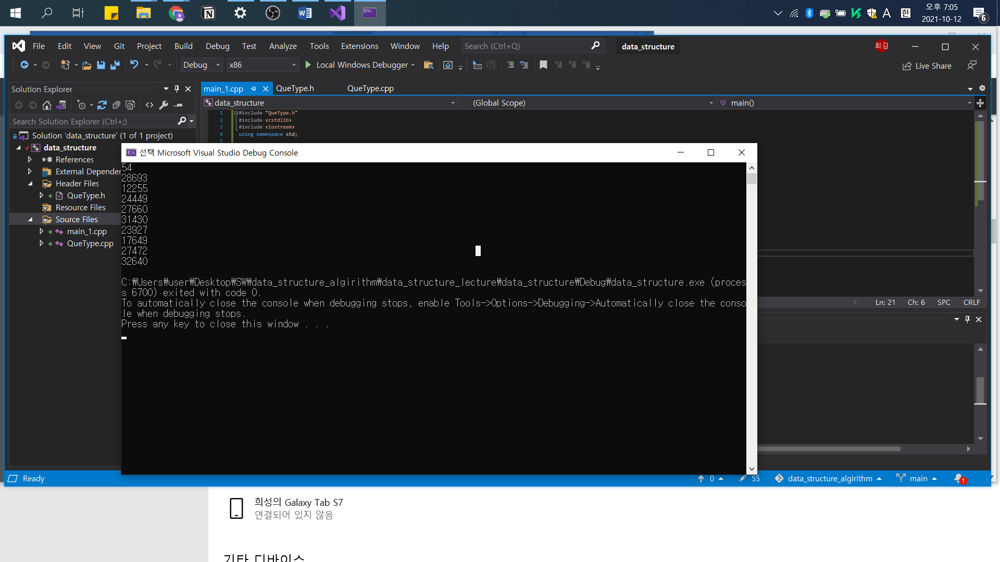 오후 7:05
2021-10-12
A
한
6
File Edit View Git Project Build Debug Test Analyze Tools Extensions Window Help Search (Ctrl+Q) data_structure
희김
Debug x86 Local Windows Debugger
Live Share
Solution Explorer
main_1.cpp QueType.h QueType.cpp
data_structure (Global Scope) main()
Search Solution Explorer (Ctrl+;)
Solution 'data_structure' (1 of 1 project)
data_structure
References
External Depender
Header Files
QueType.h
Resource Files
Source Files
main_1.cpp
QueType.cpp
1 #include "QueType.h"
2 #include <cstdlib>
3 #include <iostream>
4 using namespace std;
5
선택 Microsoft Visual Studio Debug Console
54
28693
12255
24449
27660
31430
23927
17649
27472
32640
C:₩Users₩user₩Desktop₩SW₩data_structure_algirithm₩data_structure_lecture₩data_structure₩Debug₩data_structure.exe (proces
s 6700) exited with code 0.
To automatically close the console when debugging stops, enable Tools->Options->Debugging->Automatically close the conso
le when debugging stops.
Press any key to close this window . . .
Ln: 21 Ch: 6 SPC CRLF
Ready
0 55 data_structure_algirithm main 1
희성의 Galaxy Tab S7
연결되어 있지 않음
기타 디바이스